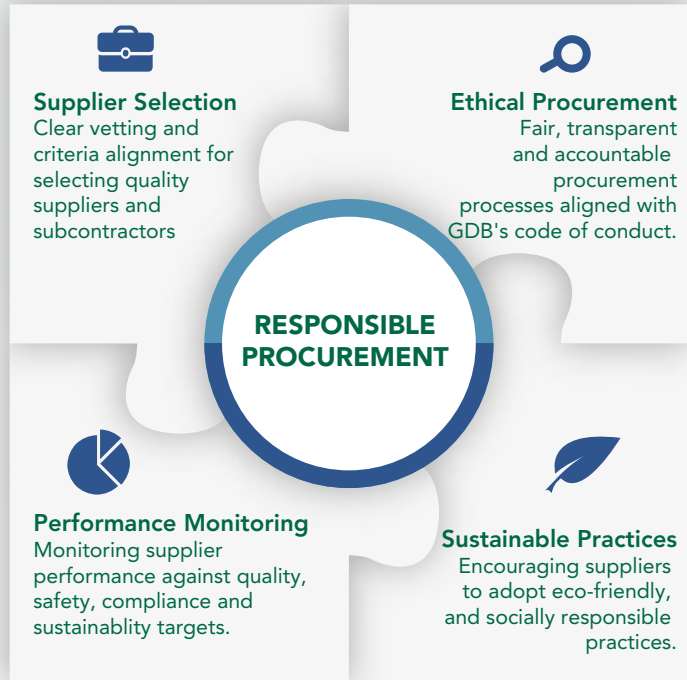 Supplier Selection
Clear vetting and
criteria alignment for
selecting quality
suppliers and
subcontractors
Ethical Procurement
Fair, transparent
and accountable
procurement
processes aligned with
GDB's code of conduct.
RESPONSIBLE
PROCUREMENT
Performance Monitoring
Monitoring supplier
performance against quality,
safety, compliance and
sustainablity targets.
Sustainable Practices
Encouraging suppliers
to adopt eco-friendly,
and socially responsible
practices.